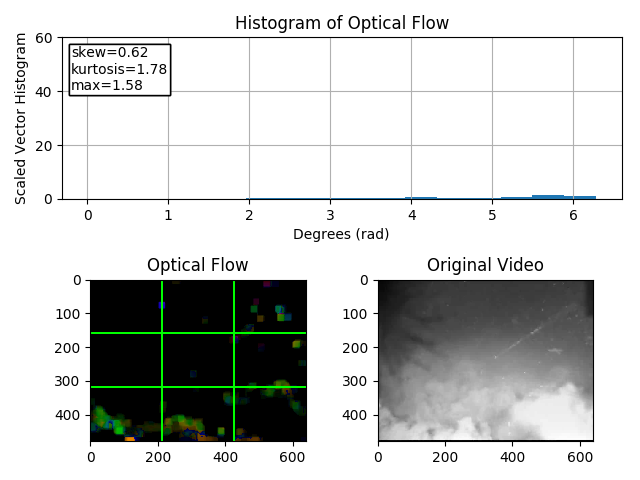 Histogram of Optical Flow
Scaled Vector Histogram
60
40
20
0
skew=0.62
kurtosis=1.78
max=1.58
0 1 2 3 4 5 6
Degrees (rad)
Optical Flow
0
100
200
300
400
0 200 400 600
Original Video
0
100
200
300
400
0 200 400 600